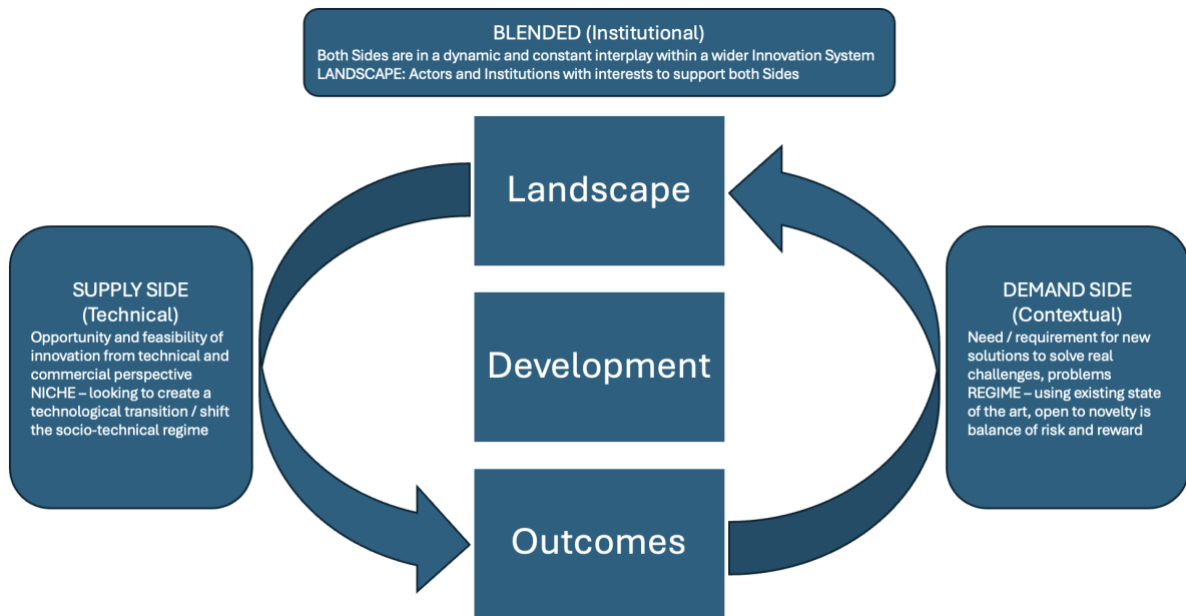 BLENDED (Institutional)
Both Sides are in a dynamic and constant interplay within a wider Innovation System
LANDSCAPE: Actors and Institutions with interests to support both Sides
Landscape
SUPPLY SIDE
(Technical)
Opportunity and feasibility of
innovation from technical and
commercial perspective
NICHE – looking to create a
technological transition / shift
the socio-technical regime
Development
DEMAND SIDE
(Contextual)
Need / requirement for new
solutions to solve real
challenges, problems
REGIME – using existing state
of the art, open to novelty is
balance of risk and reward
Outcomes